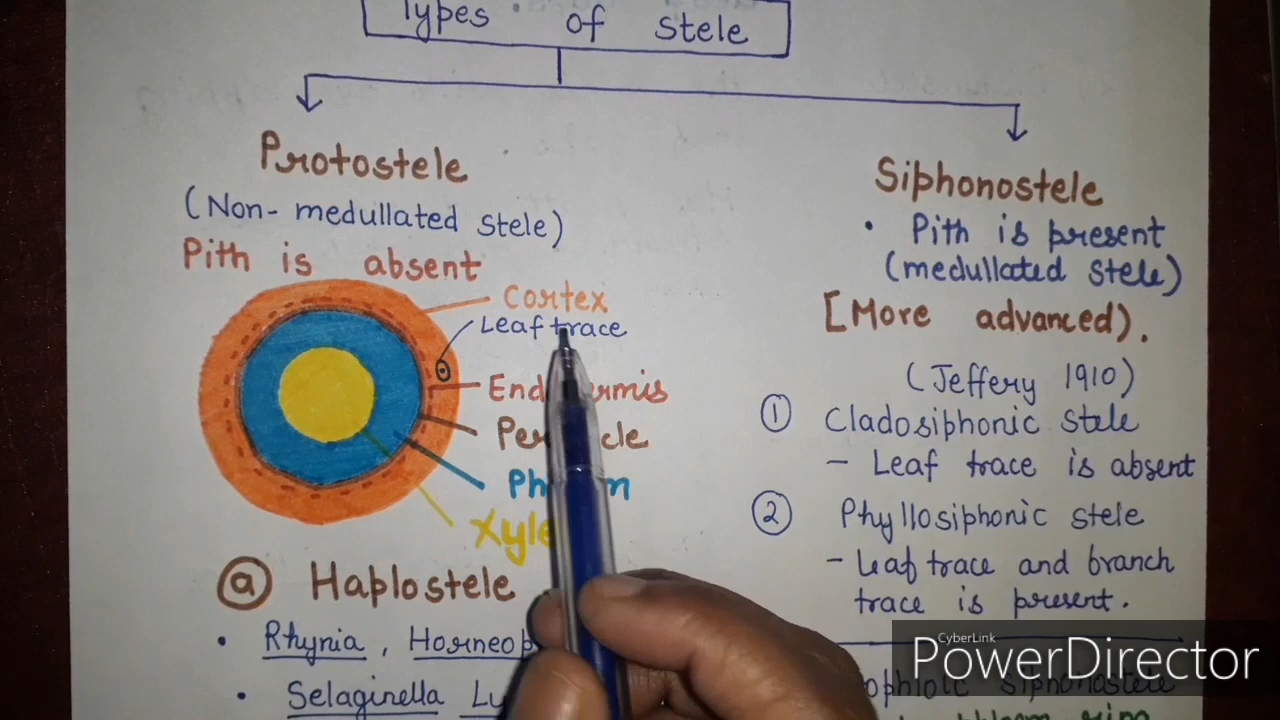 Types of stele
Protostele
(Non-medullated stele)
Pith is absent
Cortex
Leaf trace
Haplostele
Rhynia,
Selaginella
Siphonostele
• Pith is present
(medullated stele)
[More advanced).
(Jeffery 1910)
① Cladosiphonic stele
- Leaf trace is absent
② Phyllosiphonic stele
- Leaf trace and branch
trace is present.
siphonostele
CyberLink
PowerDirector